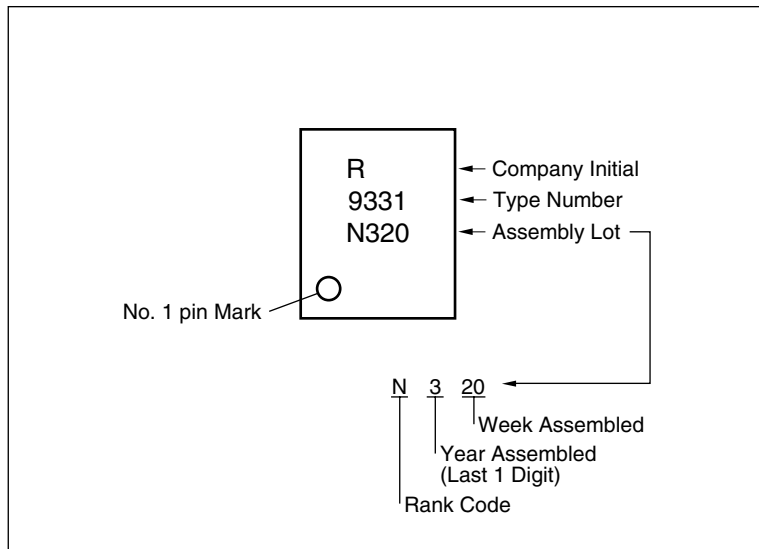 R
9331
N320
Company Initial
Type Number
Assembly Lot
No. 1 pin Mark
N 3 20
Week Assembled
Year Assembled
(Last 1 Digit)
Rank Code